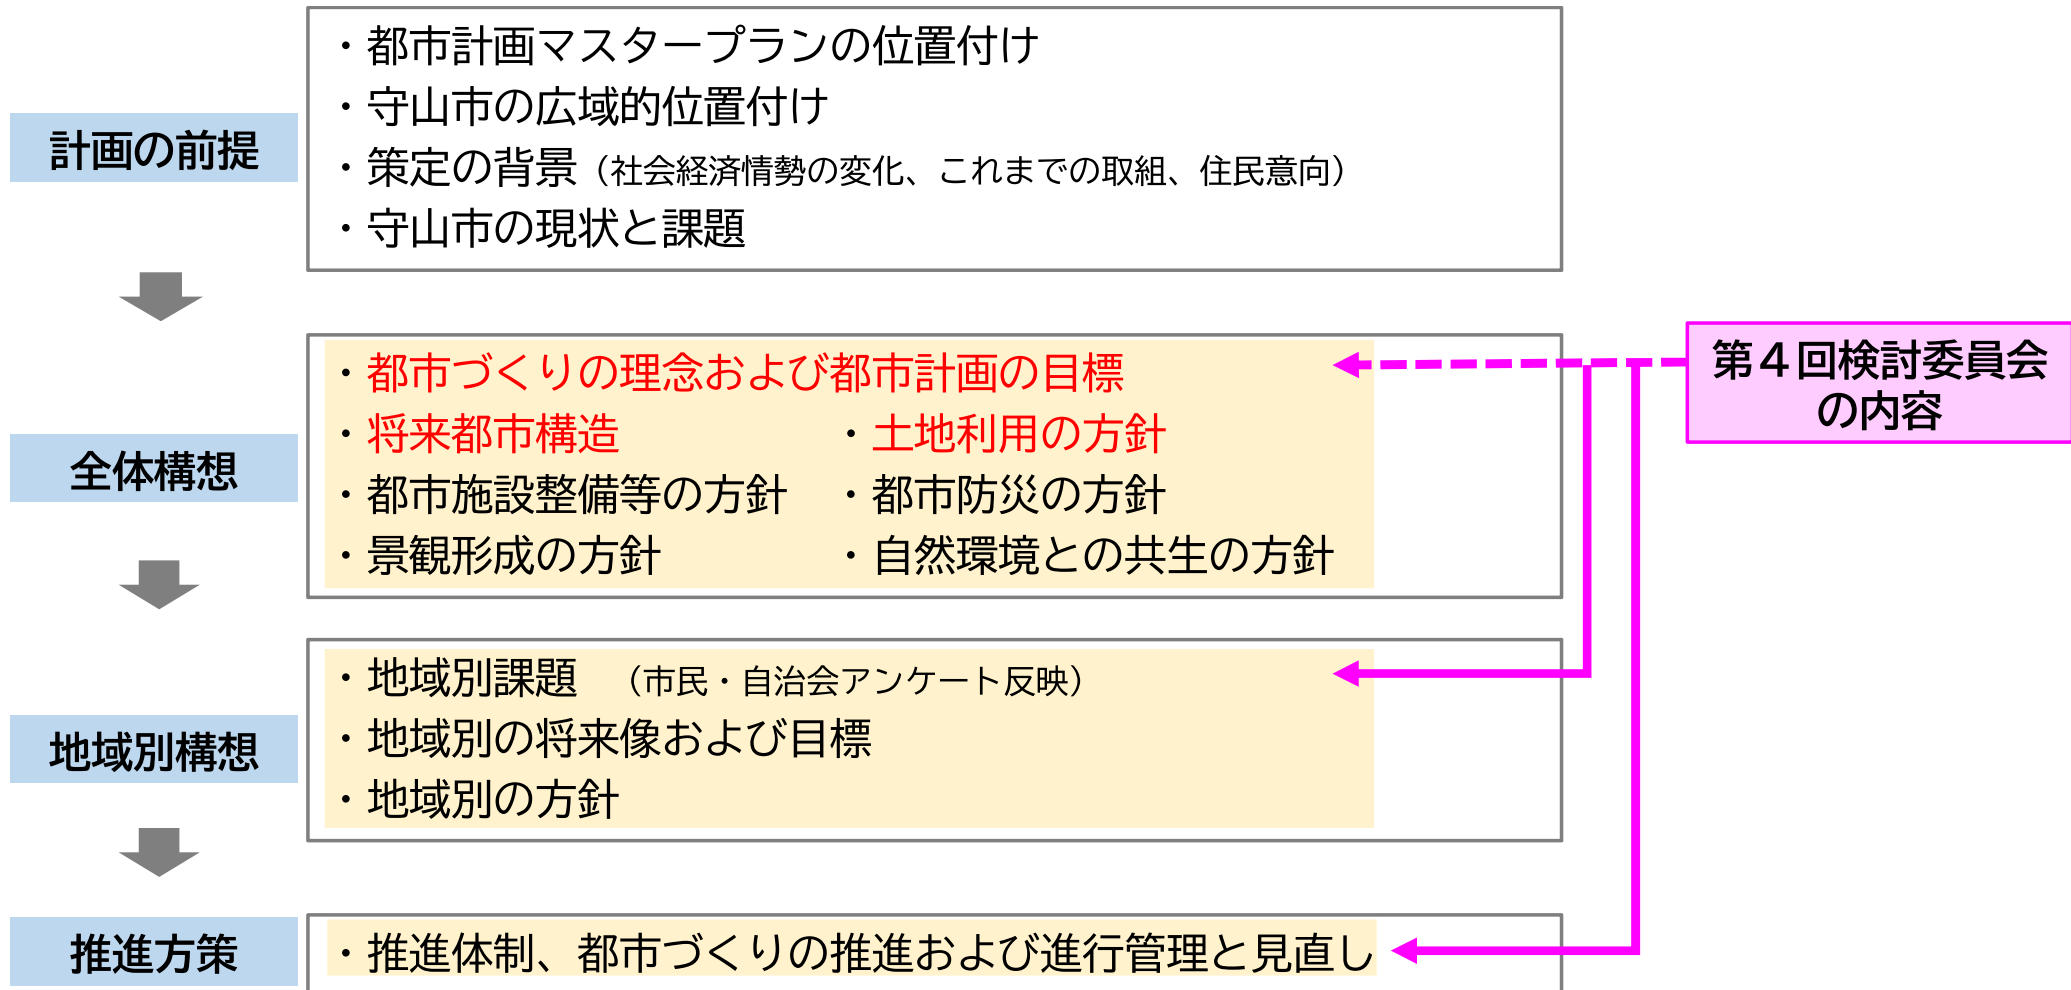 計画の前提
・都市計画マスタープランの位置付け
・守山市の広域的位置付け
・策定の背景（社会経済情勢の変化、これまでの取組、住民意向）
・守山市の現状と課題
全体構想
・都市づくりの理念および都市計画の目標
・将来都市構造　・土地利用の方針
・都市施設整備等の方針　・都市防災の方針
・景観形成の方針　・自然環境との共生の方針
第４回検討委員会
の内容
地域別構想
・地域別課題　（市民・自治会アンケート反映）
・地域別の将来像および目標
・地域別の方針
推進方策
・推進体制、都市づくりの推進および進行管理と見直し